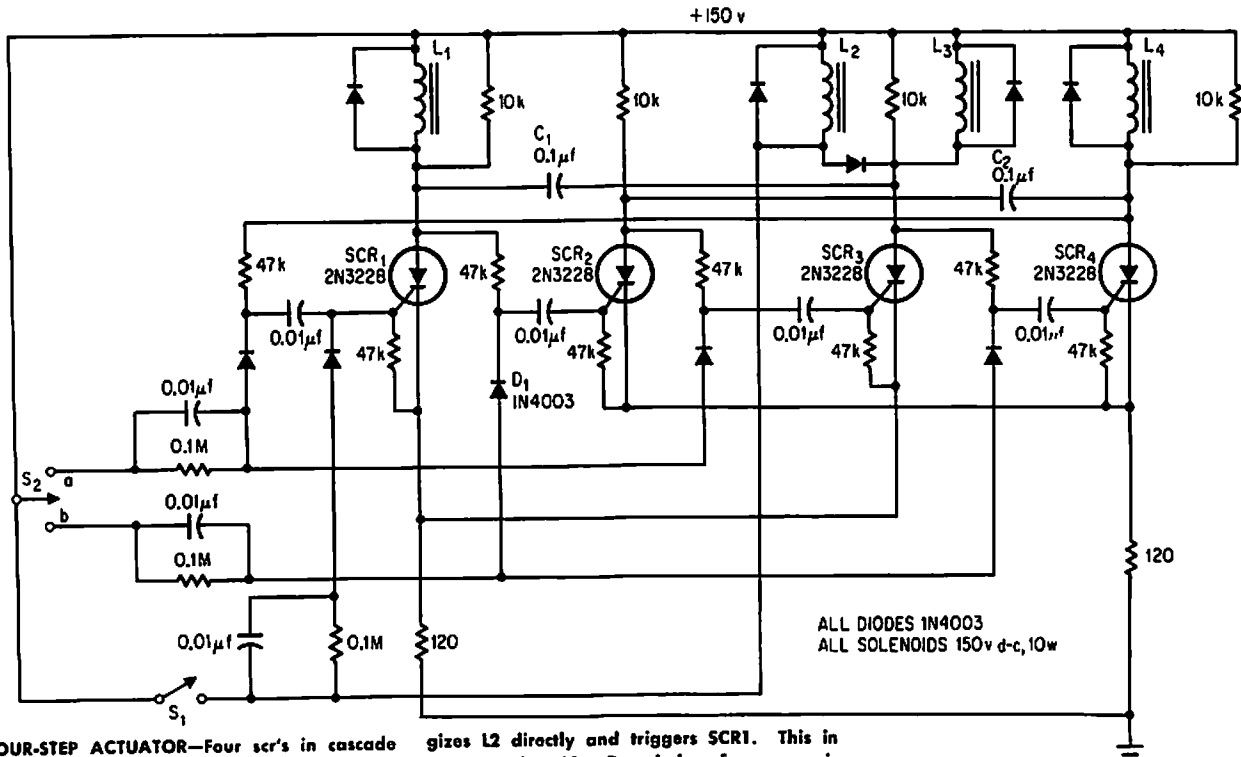 +150 v
L1
10k
10k
L2
10k
L3
L4
10k
C1
0.1μf
C2
0.1μf
47k
SCR1
2N3228
47k
SCR2
2N3228
47k
SCR3
2N3228
47k
SCR4
2N3228
0.01μf
47k
0.01μf
47k
0.01μf
47k
0.01μf
47k
D1
1N4003
0.01μf
0.1M
S2
a
b
0.01μf
0.1M
120
0.01μf
0.1M
120
S1
ALL DIODES 1N4003
ALL SOLENOIDS 150v d-c, 10w
OUR-STEP ACTUATOR—Four scr's in cascade
gizes L2 directly and triggers SCR1. This in